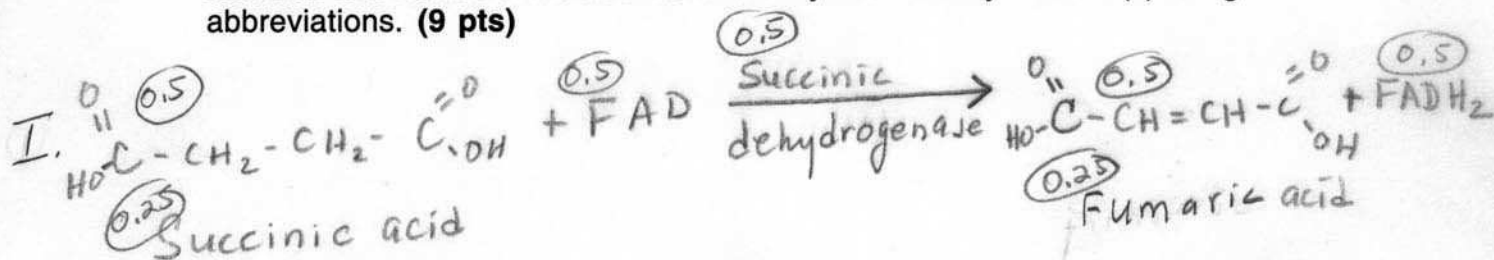 abbreviations. (9 pts)
I. HO-C(=O)-CH₂-CH₂-C(=O)-OH + FAD Succinic dehydrogenase → HO-C(=O)-CH=CH-C(=O)-OH + FADH₂
0.5 0.5 0.5 0.5 0.5
0.25 Succinic acid 0.25 Fumaric acid